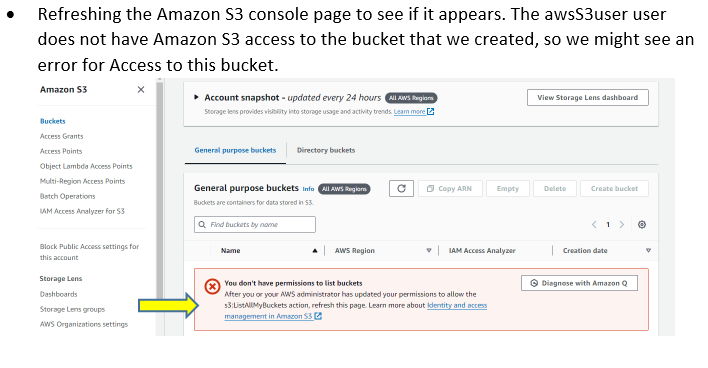 • Refreshing the Amazon S3 console page to see if it appears. The awsS3user user
does not have Amazon S3 access to the bucket that we created, so we might see an
error for Access to this bucket.
Amazon S3
Buckets
Access Grants
Access Points
Object Lambda Access Points
Multi-Region Access Points
Batch Operations
IAM Access Analyzer for S3
Block Public Access settings for
this account
Storage Lens
Dashboards
Storage Lens groups
AWS Organizations settings
Account snapshot - updated every 24 hours All AWS Regions
View Storage Lens dashboard
Storage lens provides visibility into storage usage and activity trends. Learn more
General purpose buckets Directory buckets
General purpose buckets Info All AWS Regions
Copy ARN Empty Delete Create bucket
Buckets are containers for data stored in S3.
Find buckets by name
1
Name AWS Region IAM Access Analyzer Creation date
You don't have permissions to list buckets
After you or your AWS administrator has updated your permissions to allow the
s3:ListAllMyBuckets action, refresh this page. Learn more about Identity and access
management in Amazon S3
Diagnose with Amazon Q